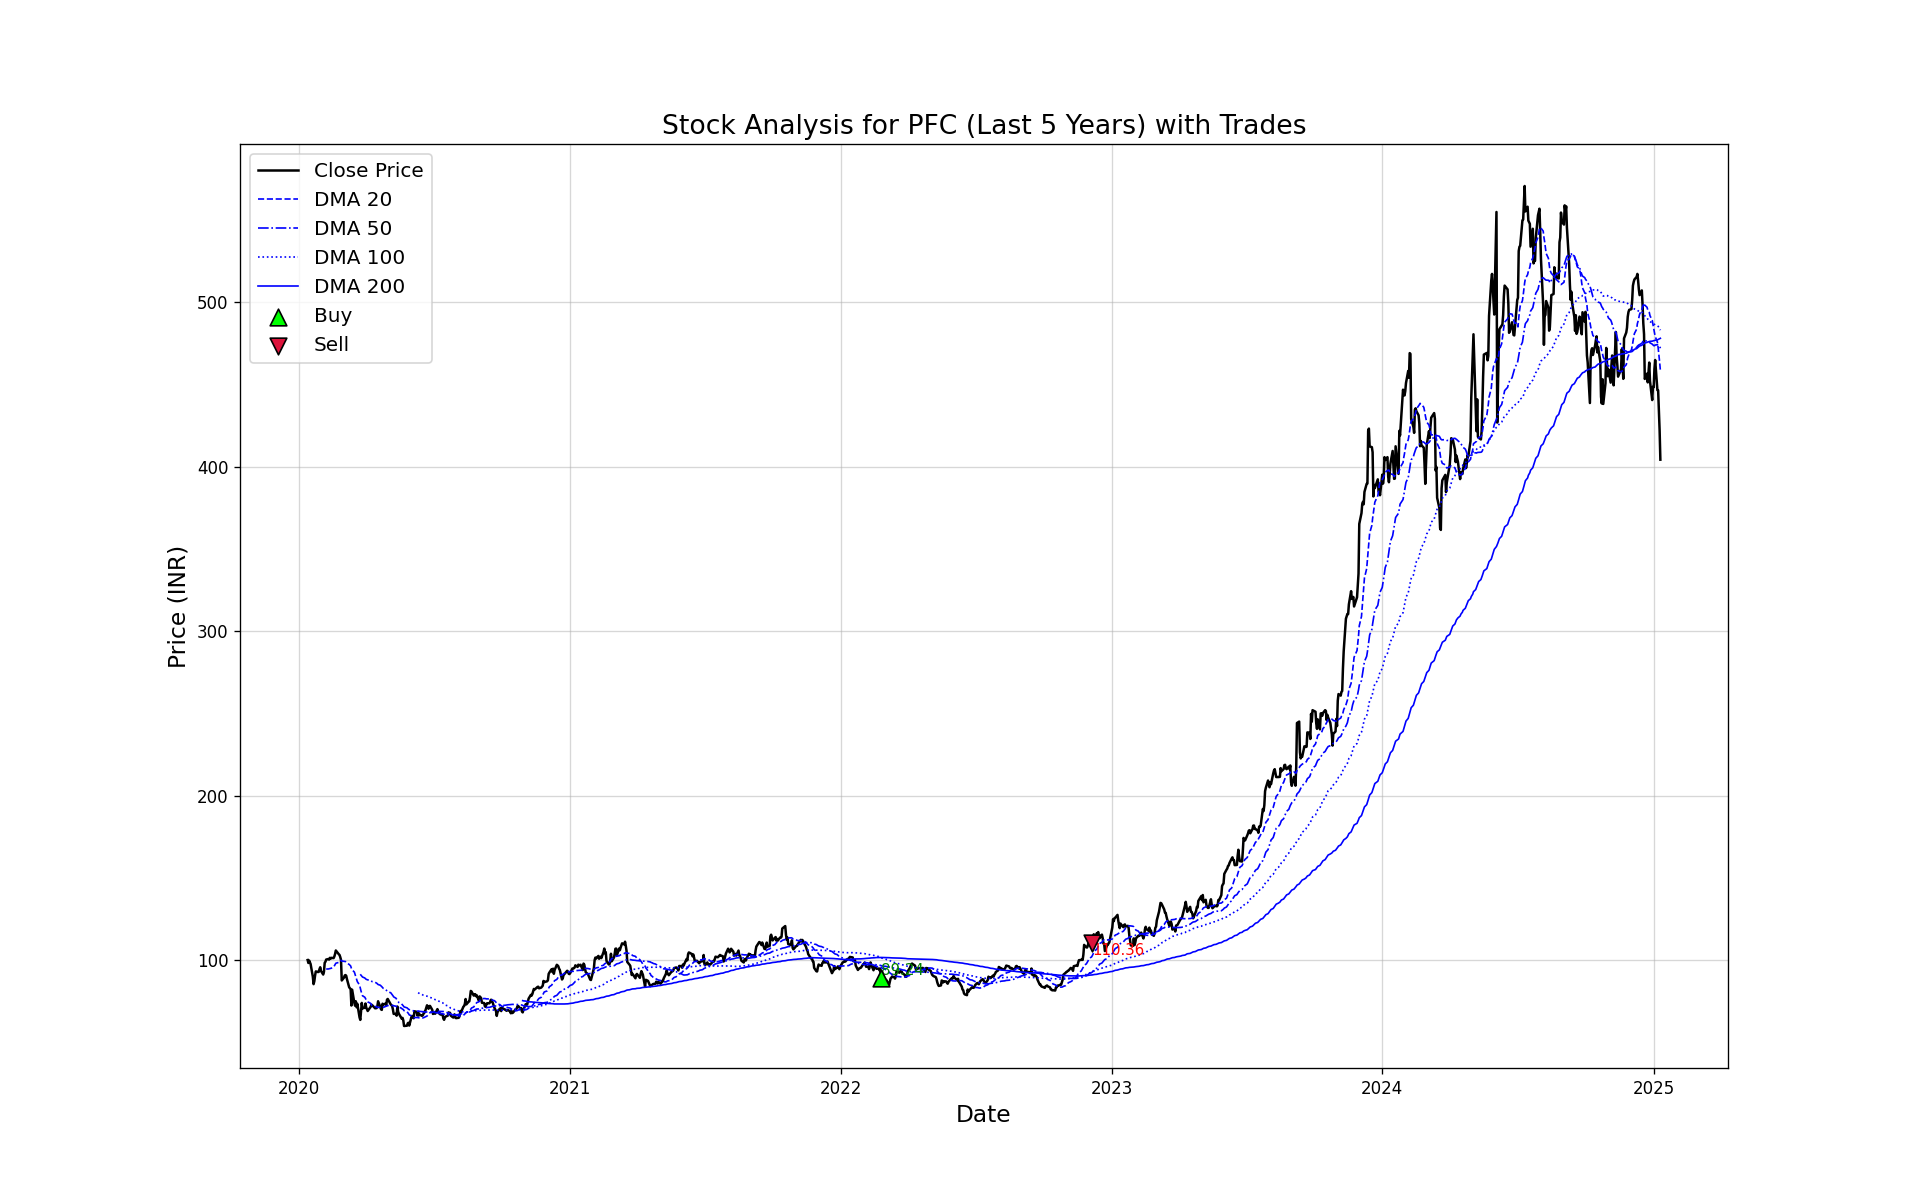 Stock Analysis for PFC (Last 5 Years) with Trades
Close Price
DMA 20
DMA 50
DMA 100
DMA 200
Buy
Sell
Price (INR)
500
400
300
200
100
110.36
2020
2021
2022
2023
2024
2025
Date